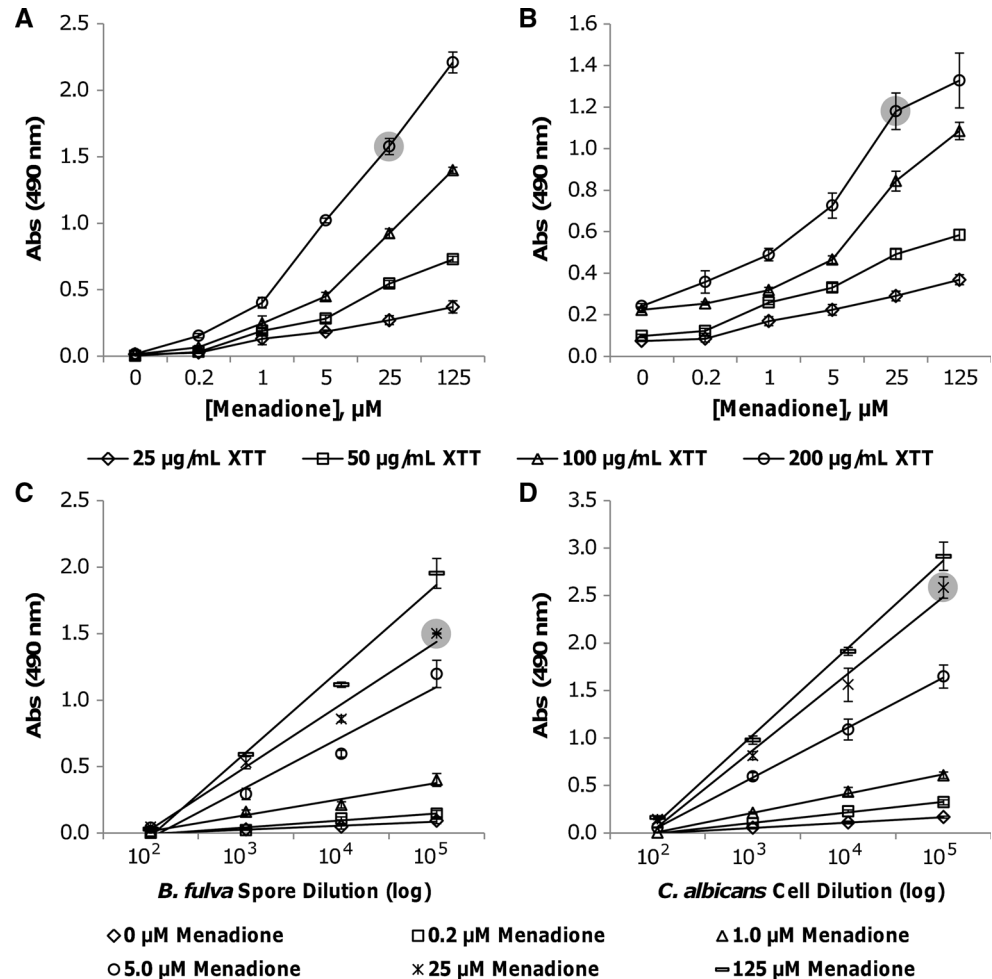 A
2.5
2.0
1.5
1.0
0.5
0.0
Abs (490 nm)
0 0.2 1 5 25 125
[Menadione], µM
B
1.6
1.4
1.2
1.0
0.8
0.6
0.4
0.2
0.0
Abs (490 nm)
0 0.2 1 5 25 125
[Menadione], µM
25 µg/mL XTT 50 µg/mL XTT 100 µg/mL XTT 200 µg/mL XTT
C
2.5
2.0
1.5
1.0
0.5
0.0
Abs (490 nm)
10² 10³ 10⁴ 10⁵
B. fulva Spore Dilution (log)
D
3.5
3.0
2.5
2.0
1.5
1.0
0.5
0.0
Abs (490 nm)
10² 10³ 10⁴ 10⁵
C. albicans Cell Dilution (log)
0 µM Menadione 0.2 µM Menadione 1.0 µM Menadione
5.0 µM Menadione 25 µM Menadione 125 µM Menadione